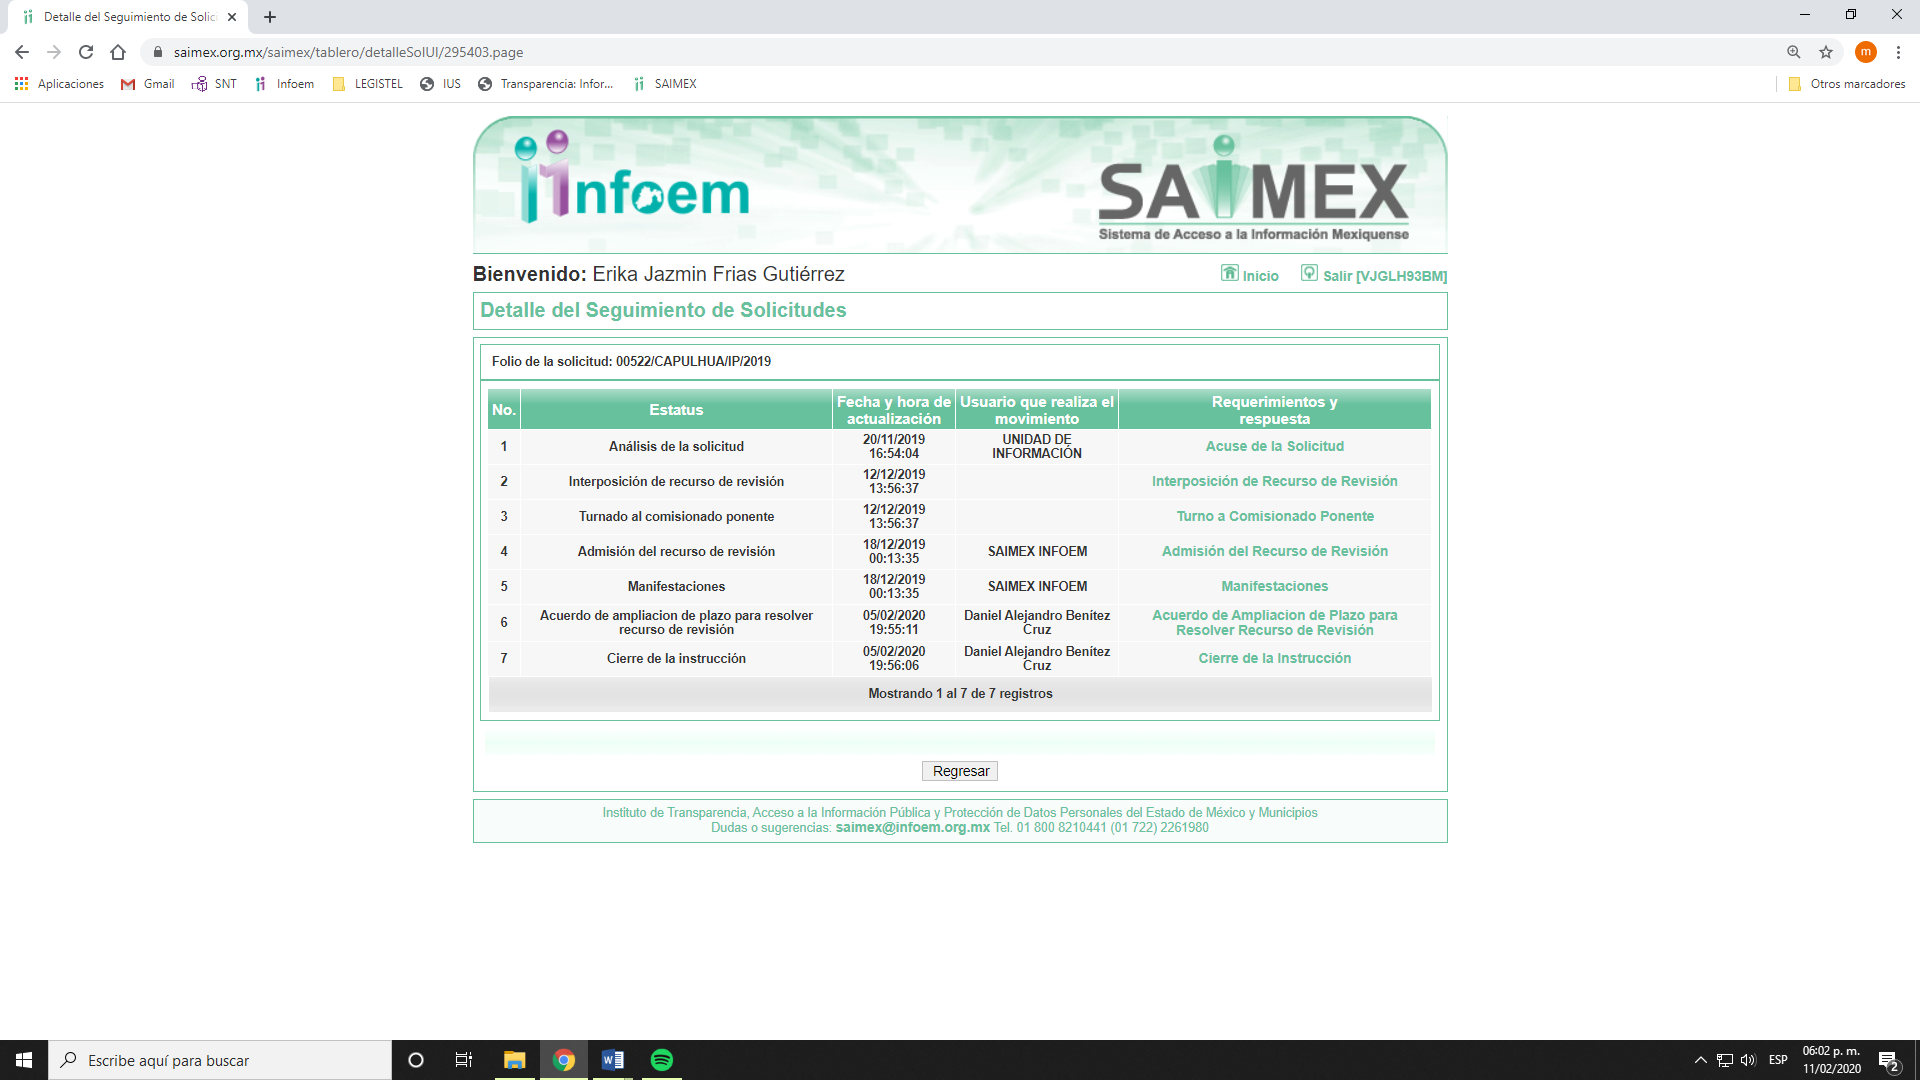 Detalle del Seguimiento de Solici
saimex.org.mx/saimex/tablero/detalleSolUI/295403.page
m
Aplicaciones
Gmail
SNT
Infoem
LEGISTEL
IUS
Transparencia: Infor...
SAIMEX
Otros marcadores
infoem
SAIMEX
Sistema de Acceso a la Información Mexiquense
Bienvenido: Erika Jazmin Frias Gutiérrez
Inicio
Salir [VJGLH93BM]
Detalle del Seguimiento de Solicitudes
Folio de la solicitud: 00522/CAPULHUA/IP/2019
No.
Estatus
Fecha y hora de
actualización
Usuario que realiza el
movimiento
Requerimientos y
respuesta
1
Análisis de la solicitud
20/11/2019
16:54:04
UNIDAD DE
INFORMACIÓN
Acuse de la Solicitud
2
Interposición de recurso de revisión
12/12/2019
13:56:37
Interposición de Recurso de Revisión
3
Turnado al comisionado ponente
12/12/2019
13:56:37
Turno a Comisionado Ponente
4
Admisión del recurso de revisión
18/12/2019
00:13:35
SAIMEX INFOEM
Admisión del Recurso de Revisión
5
Manifestaciones
18/12/2019
00:13:35
SAIMEX INFOEM
Manifestaciones
6
Acuerdo de ampliacion de plazo para resolver
recurso de revisión
05/02/2020
19:55:11
Daniel Alejandro Benítez
Cruz
Acuerdo de Ampliacion de Plazo para
Resolver Recurso de Revisión
7
Cierre de la instrucción
05/02/2020
19:56:06
Daniel Alejandro Benítez
Cruz
Cierre de la Instrucción
Mostrando 1 al 7 de 7 registros
Regresar
Instituto de Transparencia, Acceso a la Información Pública y Protección de Datos Personales del Estado de México y Municipios
Dudas o sugerencias: saimex@infoem.org.mx Tel. 01 800 8210441 (01 722) 2261980
Escribe aquí para buscar
ESP
06:02 p. m.
11/02/2020
2